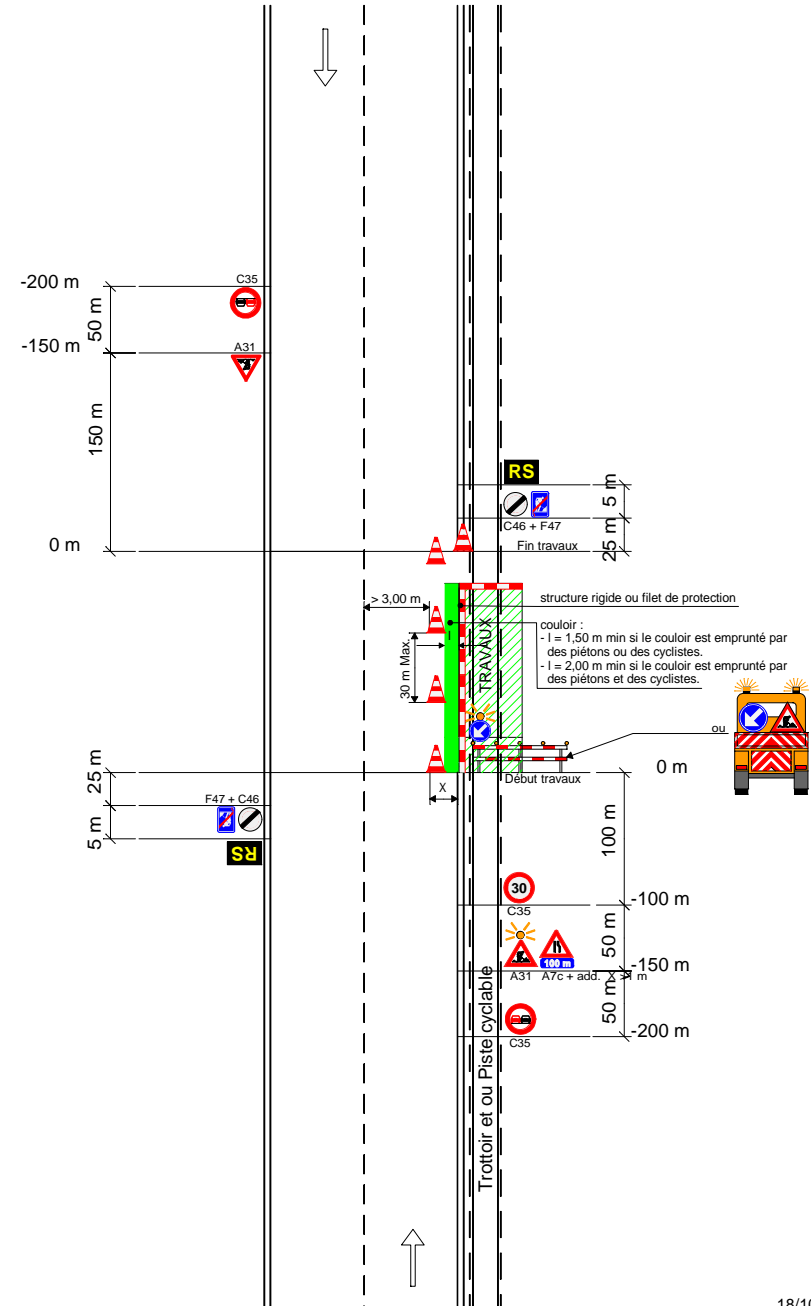 C35
-200 m
50 m
-150 m
A31
150 m
RS
5 m
C46 + F47
25 m
Fin travaux
0 m
> 3,00 m
structure rigide ou filet de protection
couloir :
- l = 1,50 m min si le couloir est emprunté par
des piétons ou des cyclistes.
- l = 2,00 m min si le couloir est emprunté par
des piétons et des cyclistes.
l
30 m Max.
TRAVAUX
ou
0 m
Début travaux
25 m
X
F47 + C46
5 m
RS
100 m
30
-100 m
C35
50 m
100 m
-150 m
A31
A7c + add. X > 1 m
50 m
-200 m
C35
Trottoir et ou Piste cyclable